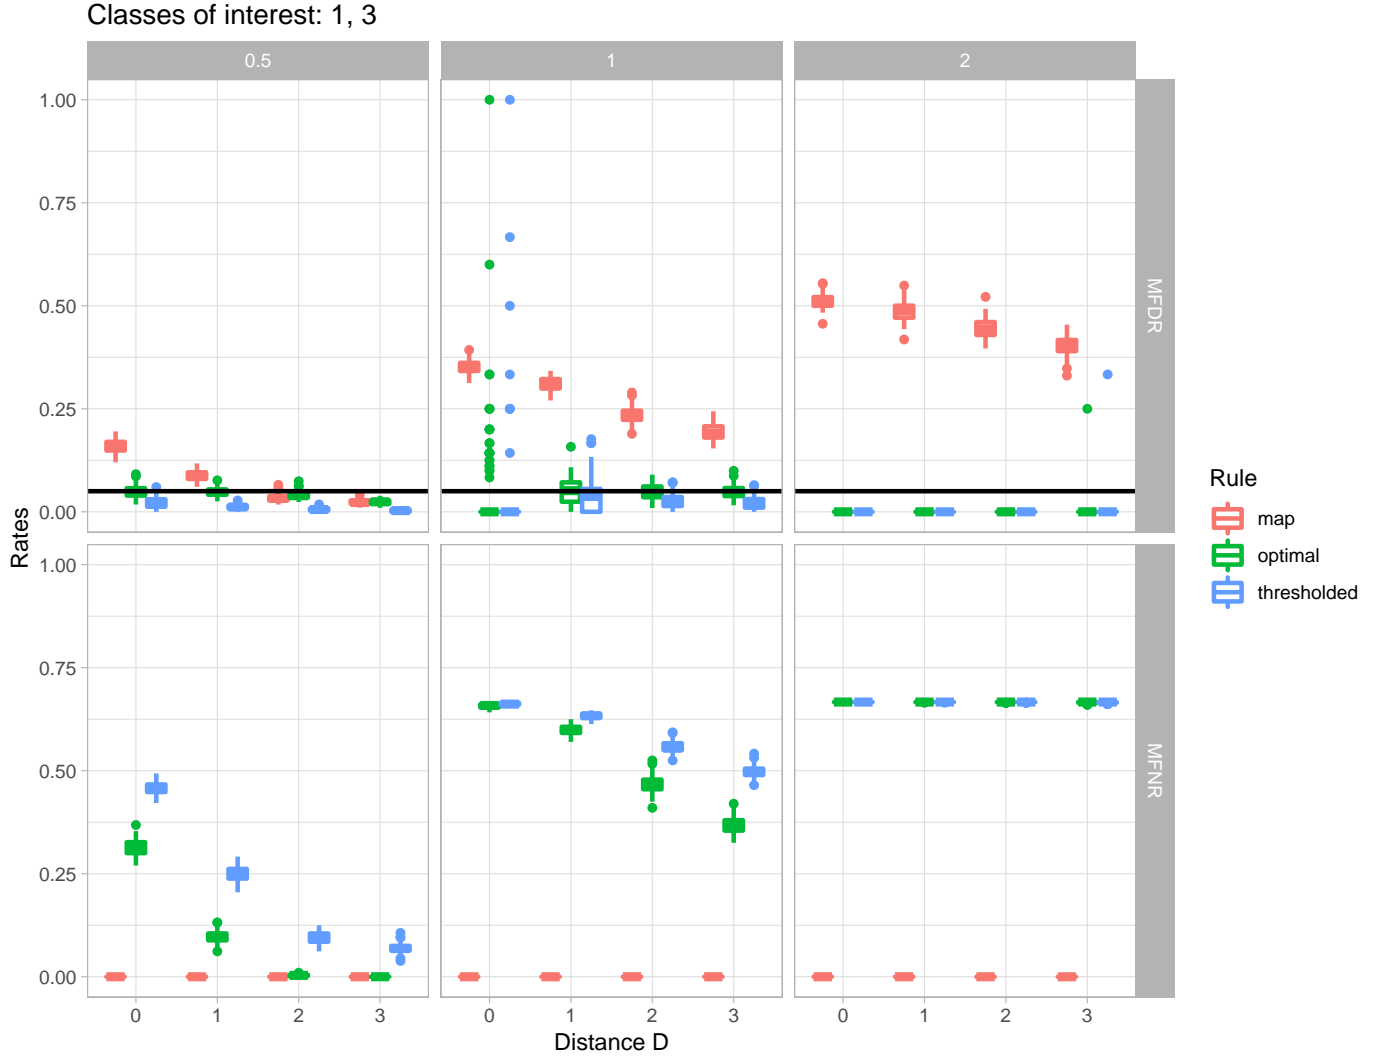 Classes of interest: 1, 3
0.5 1 2
1.00
0.75
0.50
0.25
0.00
MFDR
Rates
1.00
0.75
0.50
0.25
0.00
MFNR
0 1 2 3 0 1 2 3 0 1 2 3
Distance D
Rule
map
optimal
thresholded